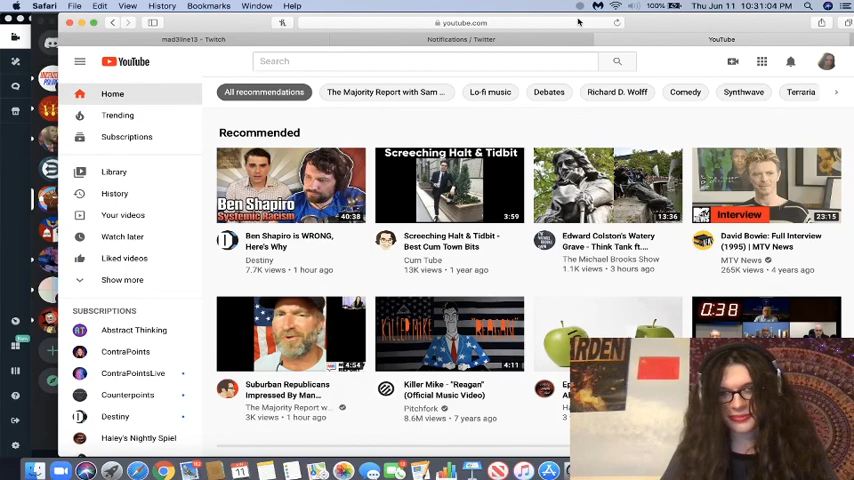 Safari File Edit View History Bookmarks Window Help 100% Thu Jun 11 10:31:04 PM
youtube.com
mad3line13 - Twitch Notifications / Twitter YouTube
YouTube Search
Home
Trending
Subscriptions
Library
History
Your videos
Watch later
Liked videos
Show more
SUBSCRIPTIONS
Abstract Thinking
ContraPoints
ContraPointsLive
Counterpoints
Destiny
Haley's Nightly Spiel
All recommendations The Majority Report with Sam ... Lo-fi music Debates Richard D. Wolff Comedy Synthwave Terraria
Recommended
Ben Shapiro
Systemic Racism
40:38
Screeching Halt & Tidbit
3:59
13:36
MTV Interview
23:15
Ben Shapiro is WRONG,
Here's Why
Destiny
7.7K views • 1 hour ago
Screeching Halt & Tidbit -
Best Cum Town Bits
Cum Tube
13K views • 1 year ago
Edward Colston's Watery
Grave - Think Tank ft....
The Michael Brooks Show
1.1K views • 3 hours ago
David Bowie: Full Interview
(1995) | MTV News
MTV News
265K views • 4 years ago
4:54
KILLER MIKE "REAGAN"
4:11
0:38
Suburban Republicans
Impressed By Man...
The Majority Report w...
3K views • 1 hour ago
Killer Mike - "Reagan"
(Official Music Video)
Pitchfork
8.6M views • 7 years ago
ARDEN